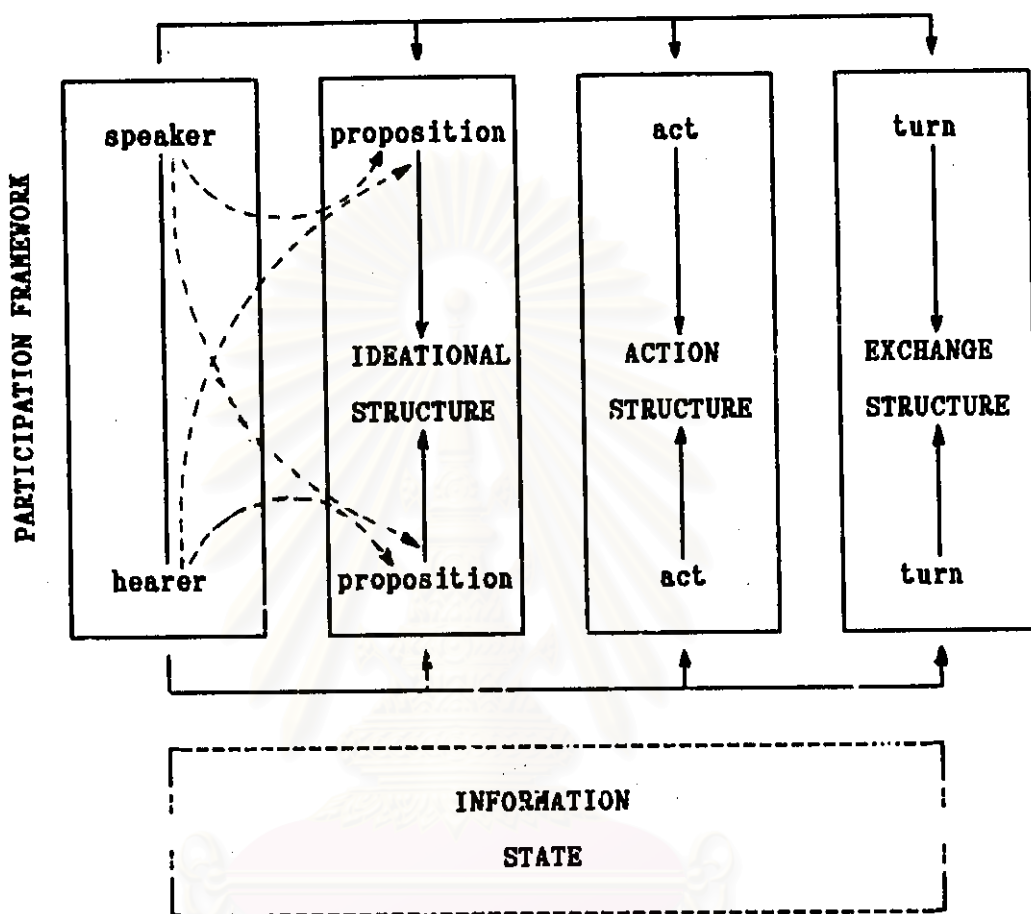 PARTICIPATION FRAMEWORK
speaker
hearer
proposition
IDEATIONAL
STRUCTURE
proposition
act
ACTION
STRUCTURE
act
turn
EXCHANGE
STRUCTURE
turn
INFORMATION
STATE